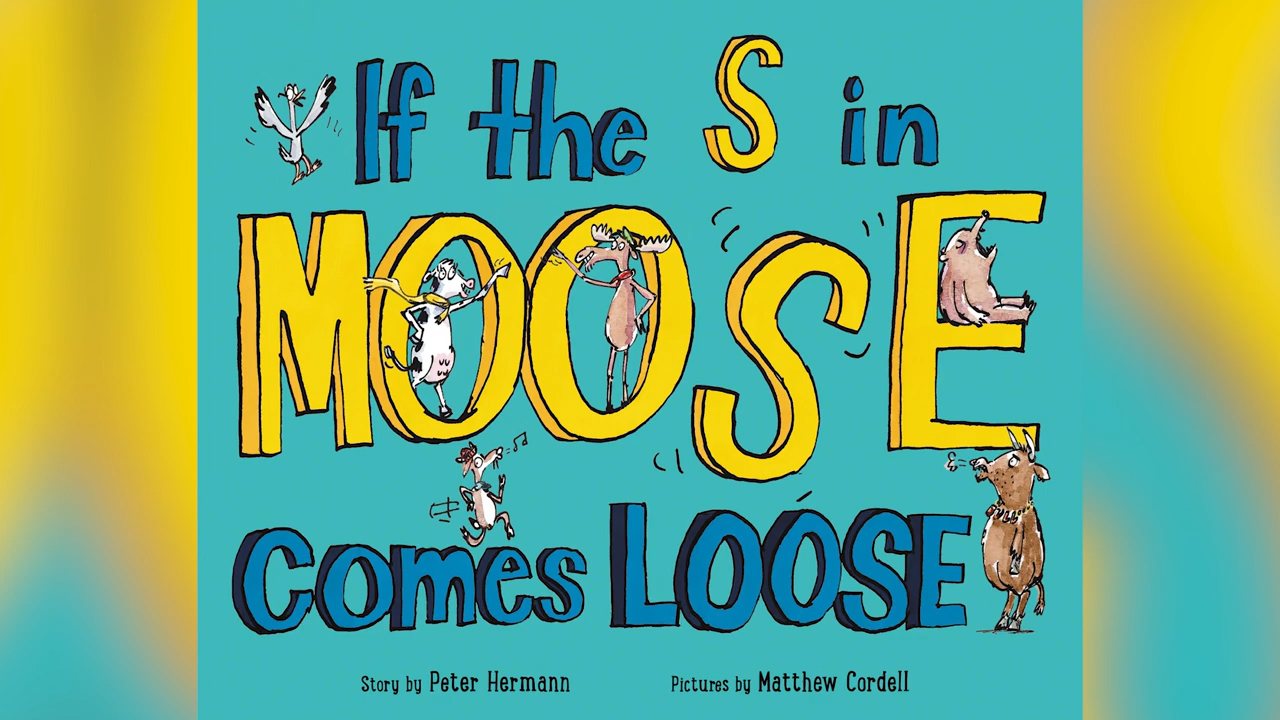 If the S in
MOOSE
Comes LOOSE
Story by Peter Hermann
Pictures by Matthew Cordell